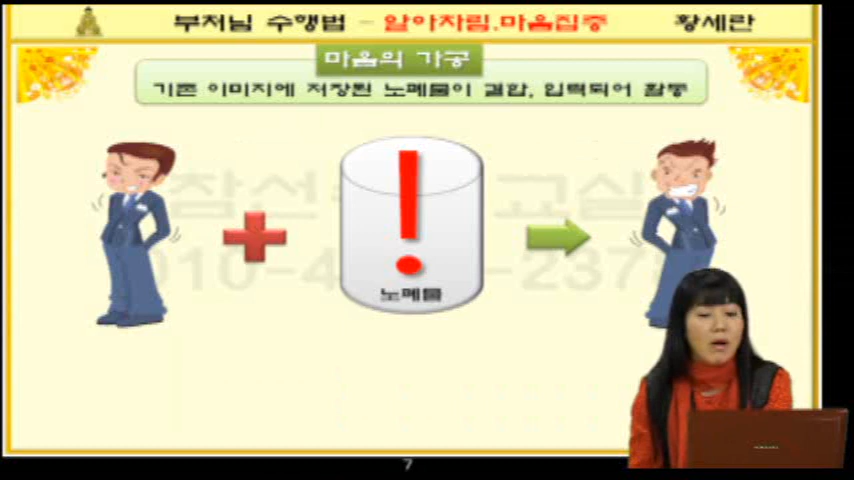 부처님 수행법 - 알아차림.마음집중 황세란
마음의 가공
기존 이미지에 저장된 노폐물이 결합, 입력되어 활동
노폐물
7